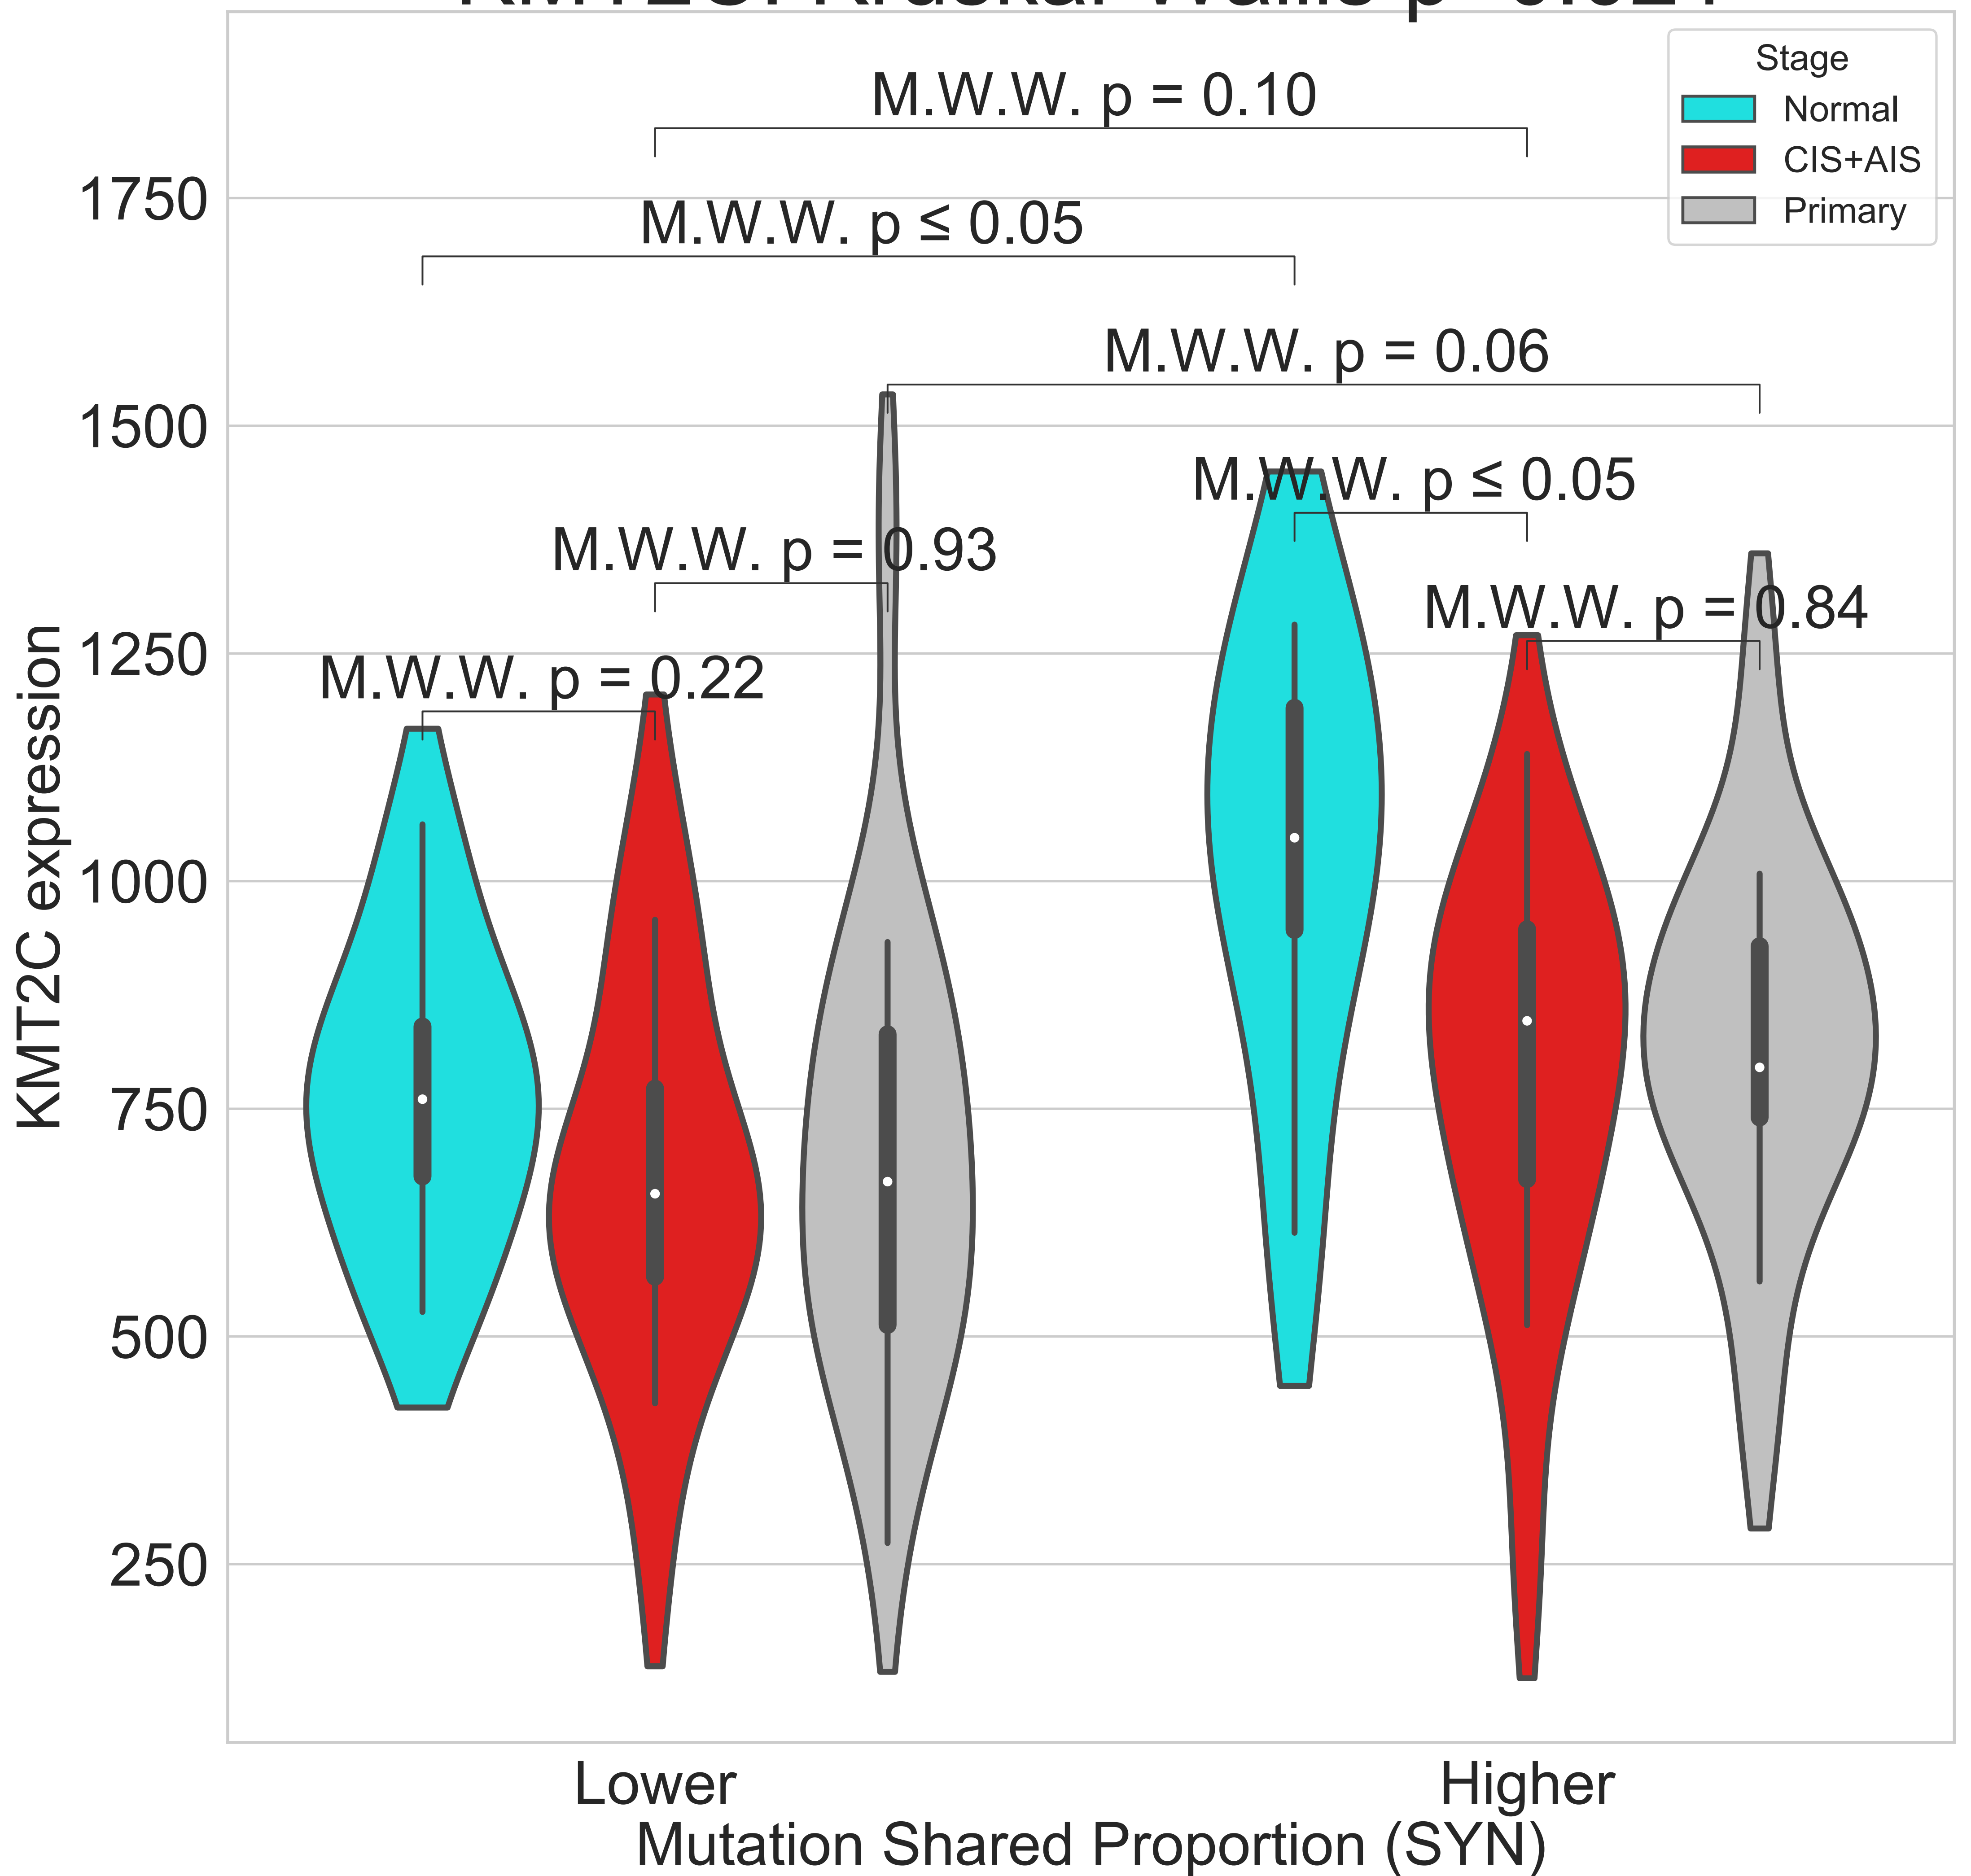 Stage
Normal
CIS+AIS
Primary
M.W.W. p = 0.10
M.W.W. p ≤ 0.05
M.W.W. p = 0.06
M.W.W. p ≤ 0.05
M.W.W. p = 0.93
M.W.W. p = 0.84
M.W.W. p = 0.22
1750
1500
1250
1000
750
500
250
KMT2C expression
Lower
Higher
Mutation Shared Proportion (SYN)